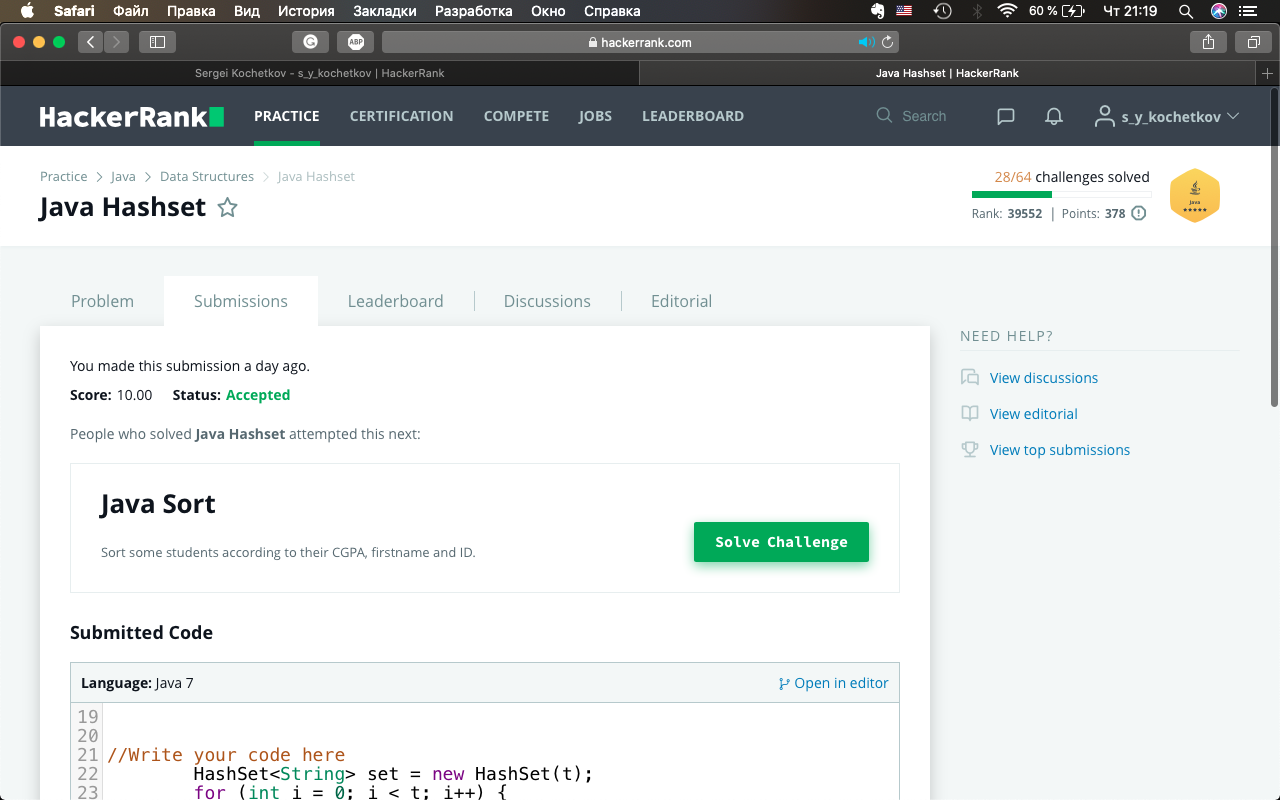 Safari Файл Правка Вид История Закладки Разработка Окно Справка 60 % Чт 21:19
ABP hackerrank.com
Sergei Kochetkov - s_y_kochetkov | HackerRank Java Hashset | HackerRank
HackerRank PRACTICE CERTIFICATION COMPETE JOBS LEADERBOARD Search s_y_kochetkov
Practice > Java > Data Structures > Java Hashset
28/64 challenges solved
Java Hashset
Rank: 39552 | Points: 378
Java
Problem Submissions Leaderboard Discussions Editorial
You made this submission a day ago.
Score: 10.00 Status: Accepted
People who solved Java Hashset attempted this next:
Java Sort
Sort some students according to their CGPA, firstname and ID.
Solve Challenge
NEED HELP?
View discussions
View editorial
View top submissions
Submitted Code
Language: Java 7 Open in editor
19
20
21 //Write your code here
22 HashSet<String> set = new HashSet(t);
23 for (int i = 0; i < t; i++) {